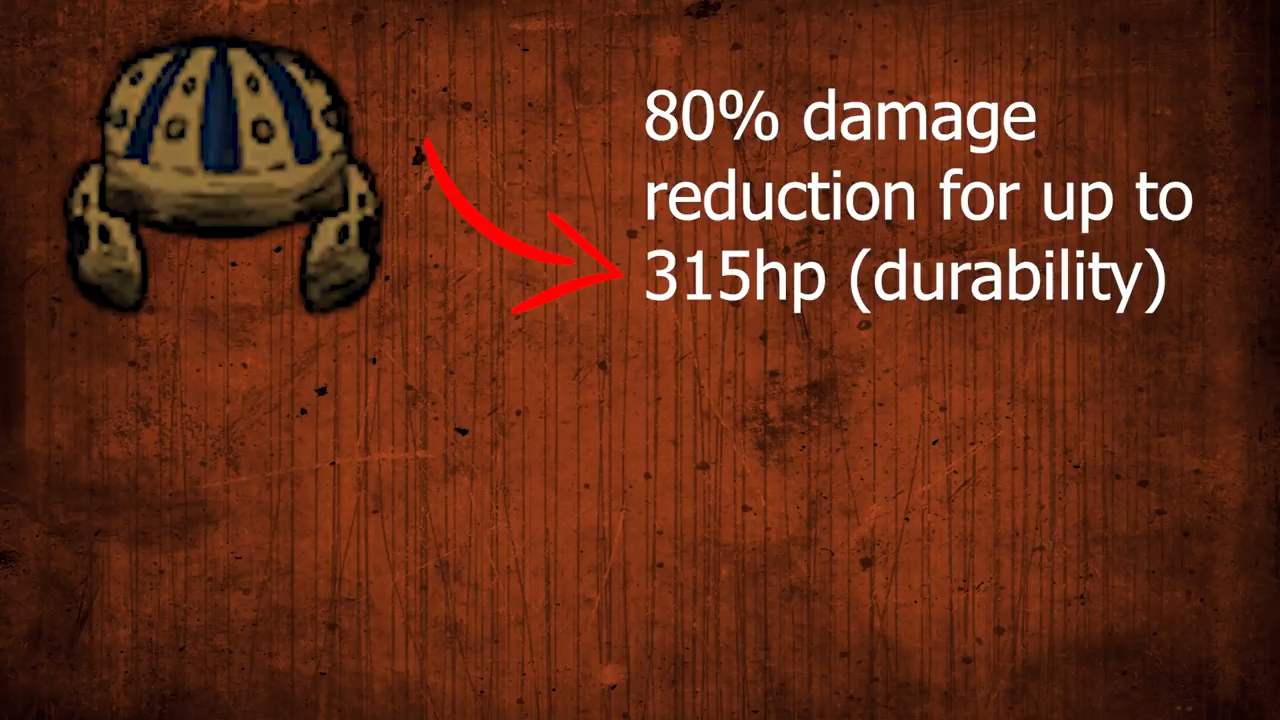 80% damage
reduction for up to
315hp (durability)